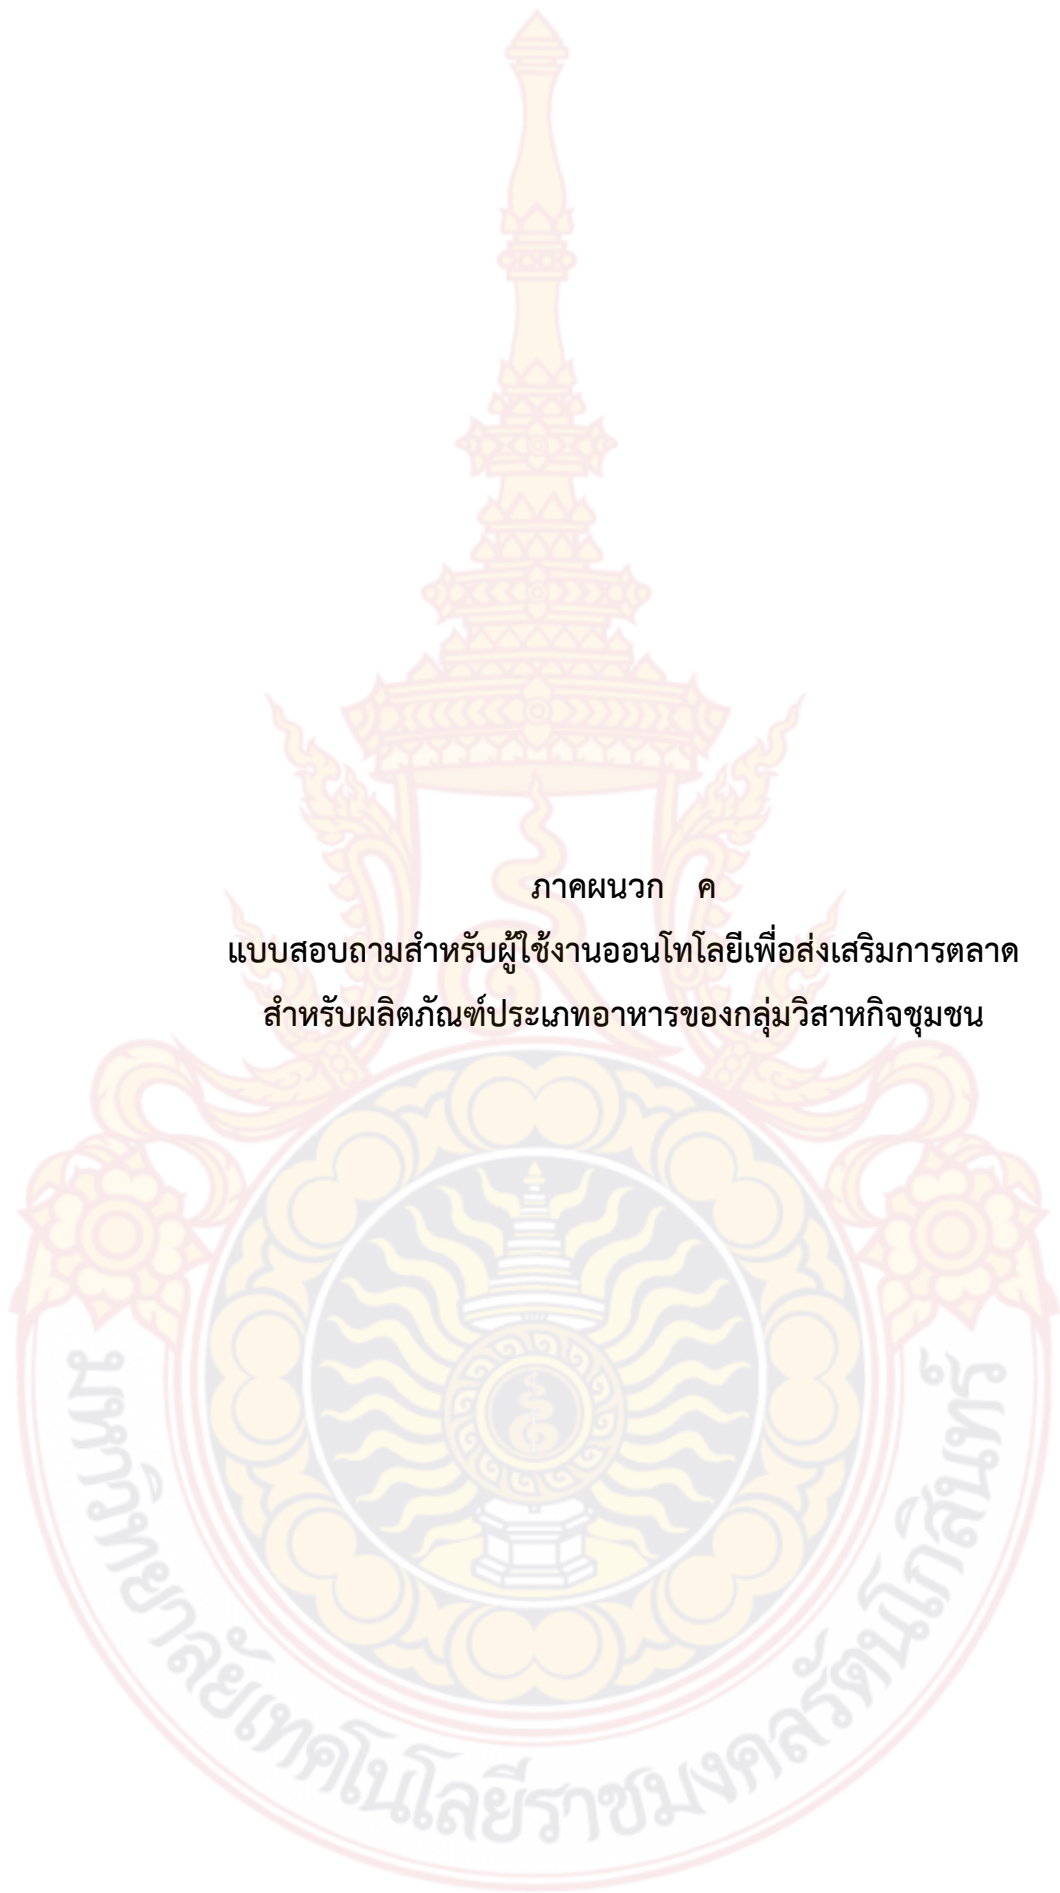 ภาคผนวก ค
แบบสอบถามสำหรับผู้ใช้งานออนโทโลยีเพื่อส่งเสริมการตลาด
สำหรับผลิตภัณฑ์ประเภทอาหารของกลุ่มวิสาหกิจชุมชน
มหาวิทยาลัยเทคโนโลยีราชมงคลรัตนโกสินทร์